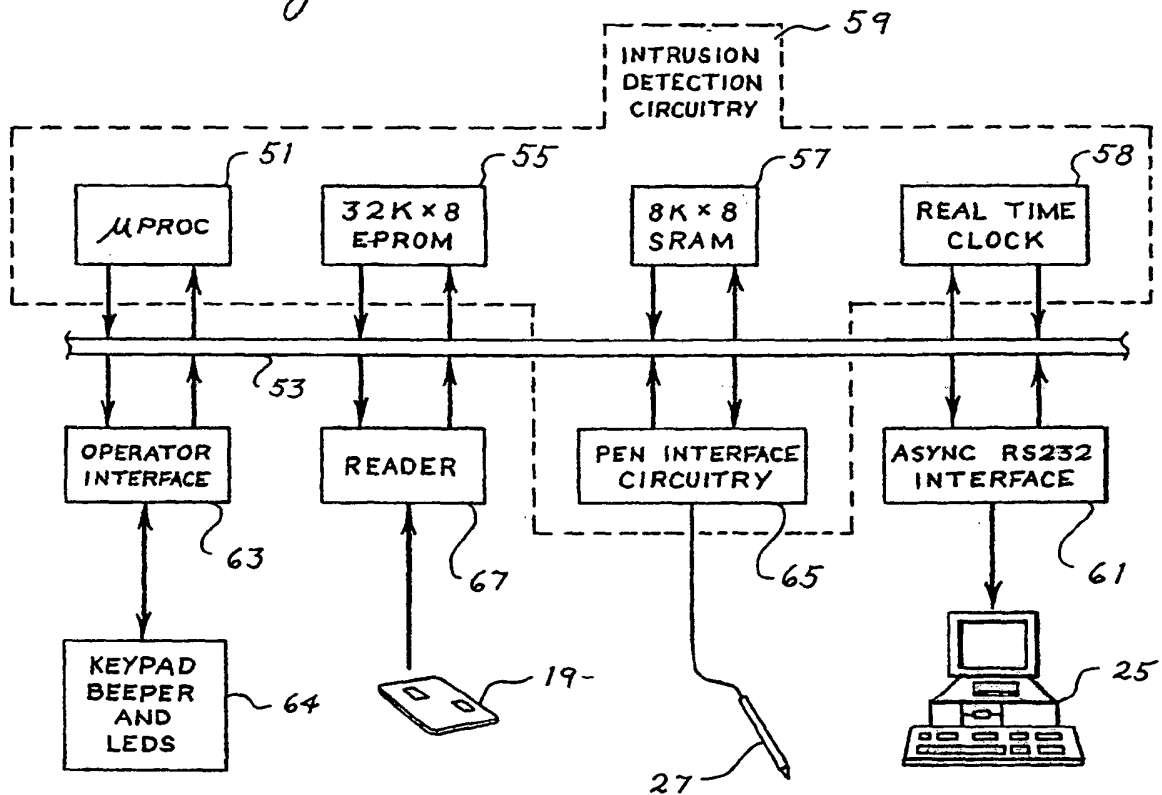 59
INTRUSION
DETECTION
CIRCUITRY
51
55
57
58
μPROC
32K × 8
EPROM
8K × 8
SRAM
REAL TIME
CLOCK
53
OPERATOR
INTERFACE
READER
PEN INTERFACE
CIRCUITRY
ASYNC RS232
INTERFACE
63
67
65
61
KEYPAD
BEEPER
AND
LEDS
64
19
27
25